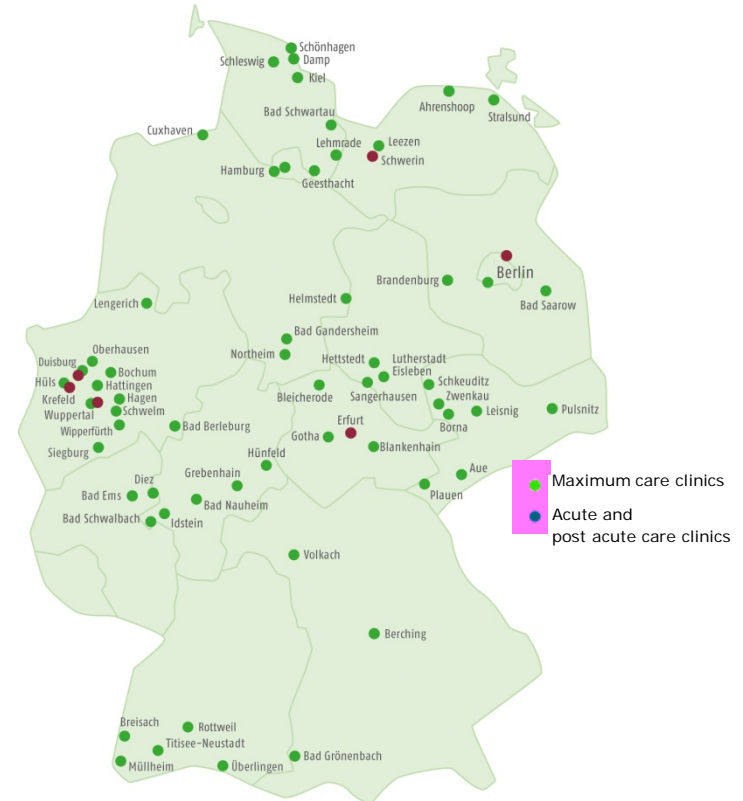 Schönhagen
Damp
Schleswig
Kiel
Ahrenshoop
Stralsund
Bad Schwartau
Cuxhaven
Lehmrade
Leezen
Schwerin
Hamburg
Geesthacht
Berlin
Brandenburg
Bad Saarow
Helmstedt
Lengerich
Bad Gandersheim
Northeim
Oberhausen
Duisburg
Bochum
Hettstedt
Lutherstadt
Eisleben
Hüls
Hattingen
Schkeuditz
Krefeld
Hagen
Bleicherode
Sangerhausen
Zwenkau
Wuppertal
Schwelm
Leisnig
Pulsnitz
Wipperfürth
Bad Berleburg
Erfurt
Borna
Gotha
Siegburg
Hünfeld
Blankenhain
Grebenhain
Aue
Diez
Plauen
Bad Ems
Bad Nauheim
Bad Schwalbach
Idstein
Maximum care clinics
Acute and
post acute care clinics
Volkach
Berching
Breisach
Rottweil
Titisee-Neustadt
Müllheim
Überlingen
Bad Grönenbach